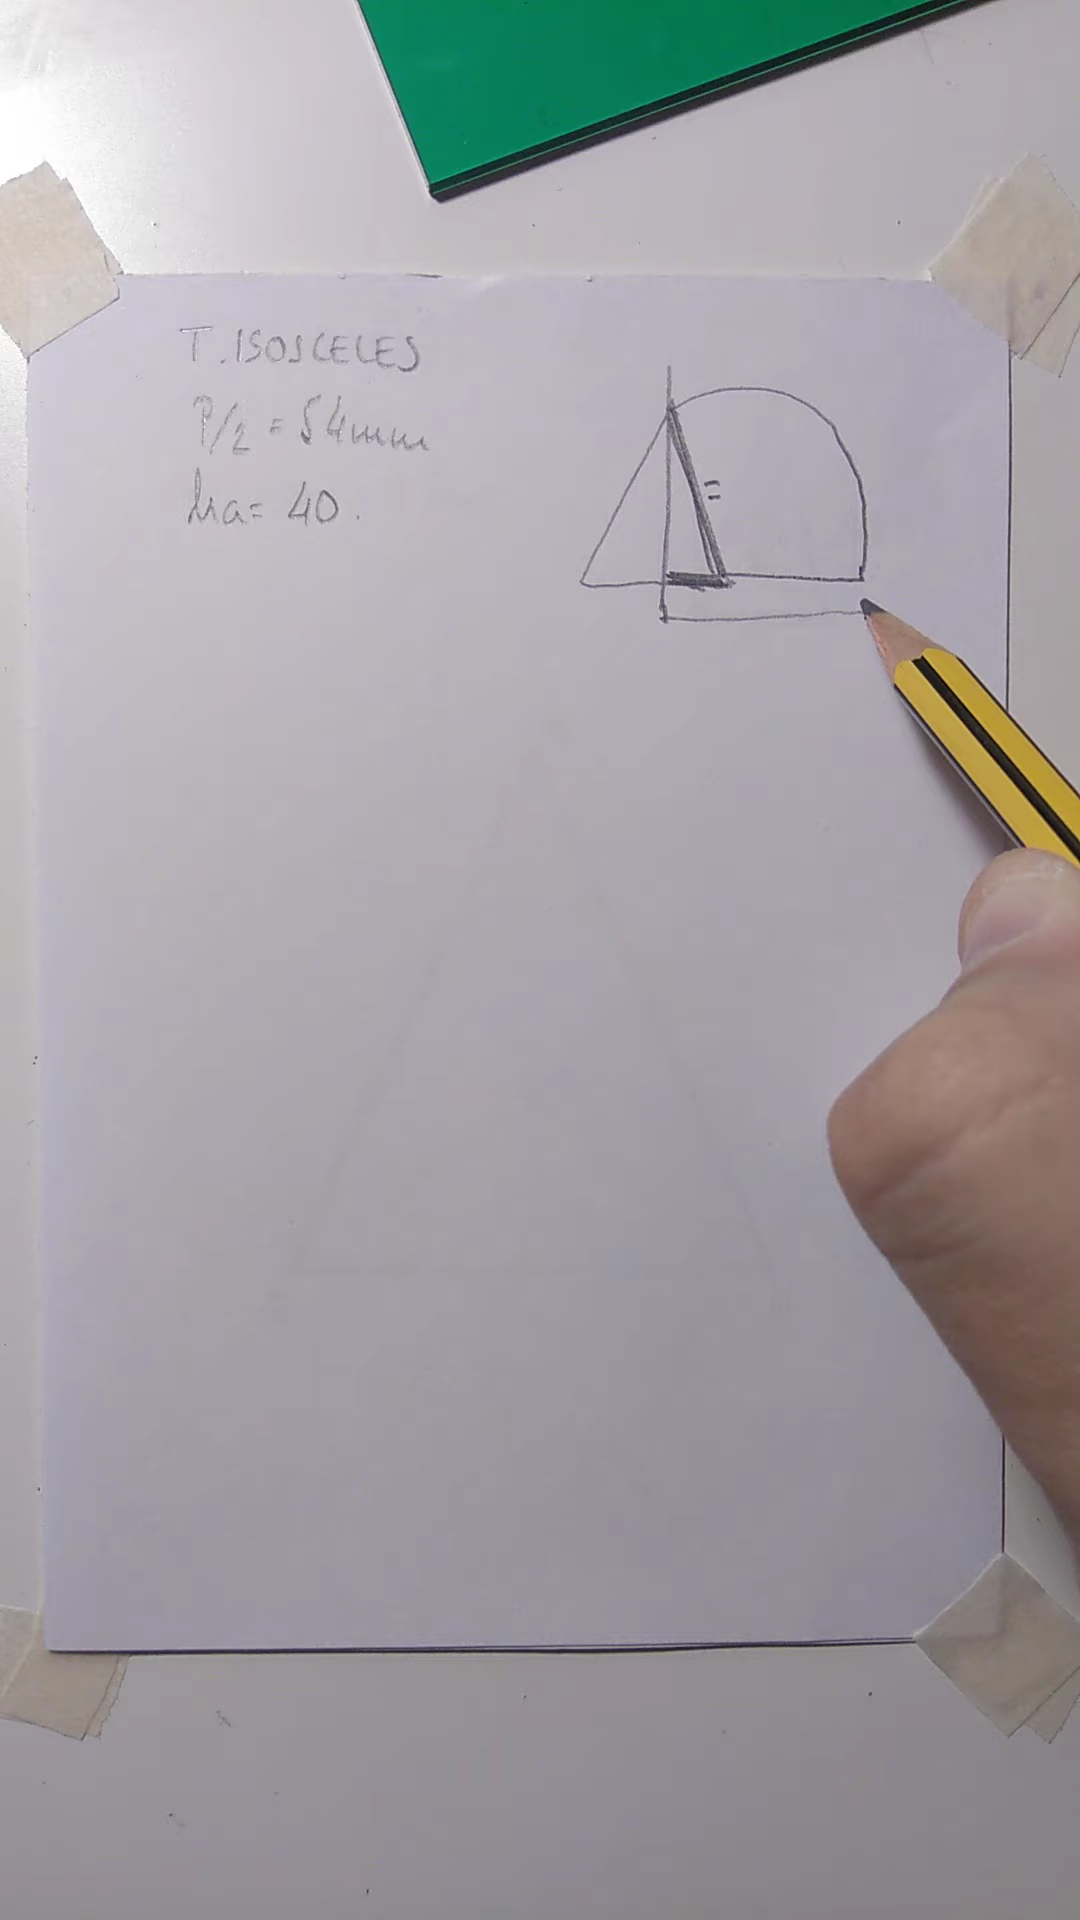 T. ISOSCELES
P/2 = 54mm
ha= 40.
=